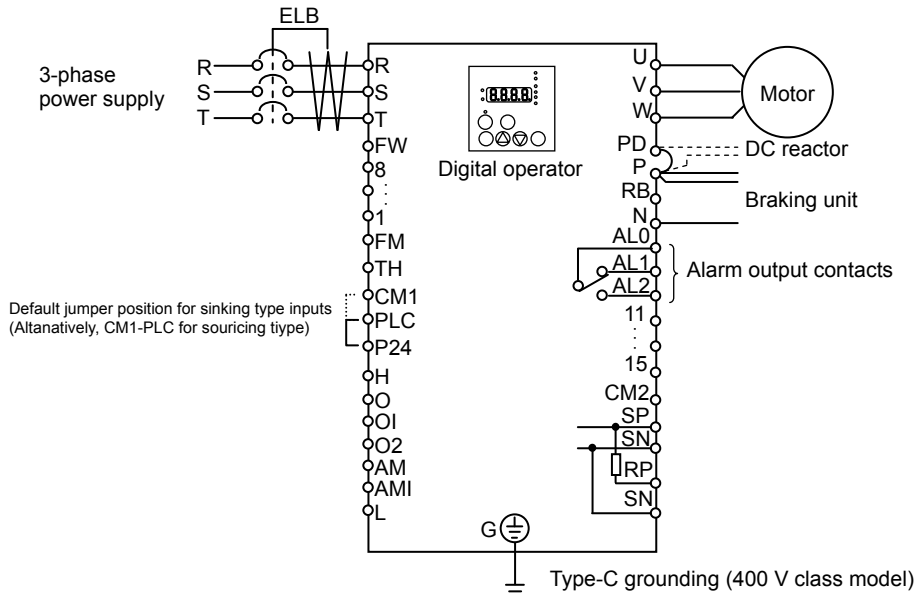 ELB
3-phase
power supply
R
S
T
R
S
T
FW
8
1
FM
TH
CM1
PLC
P24
H
O
OI
O2
AM
AMI
L
Default jumper position for sinking type inputs
(Altanatively, CM1-PLC for souricing tiype)
8.8.8.8.
Digital operator
U
V
W
Motor
PD
P
RB
N
DC reactor
Braking unit
AL0
AL1
AL2
Alarm output contacts
11
15
CM2
SP
SN
RP
SN
G
Type-C grounding (400 V class model)